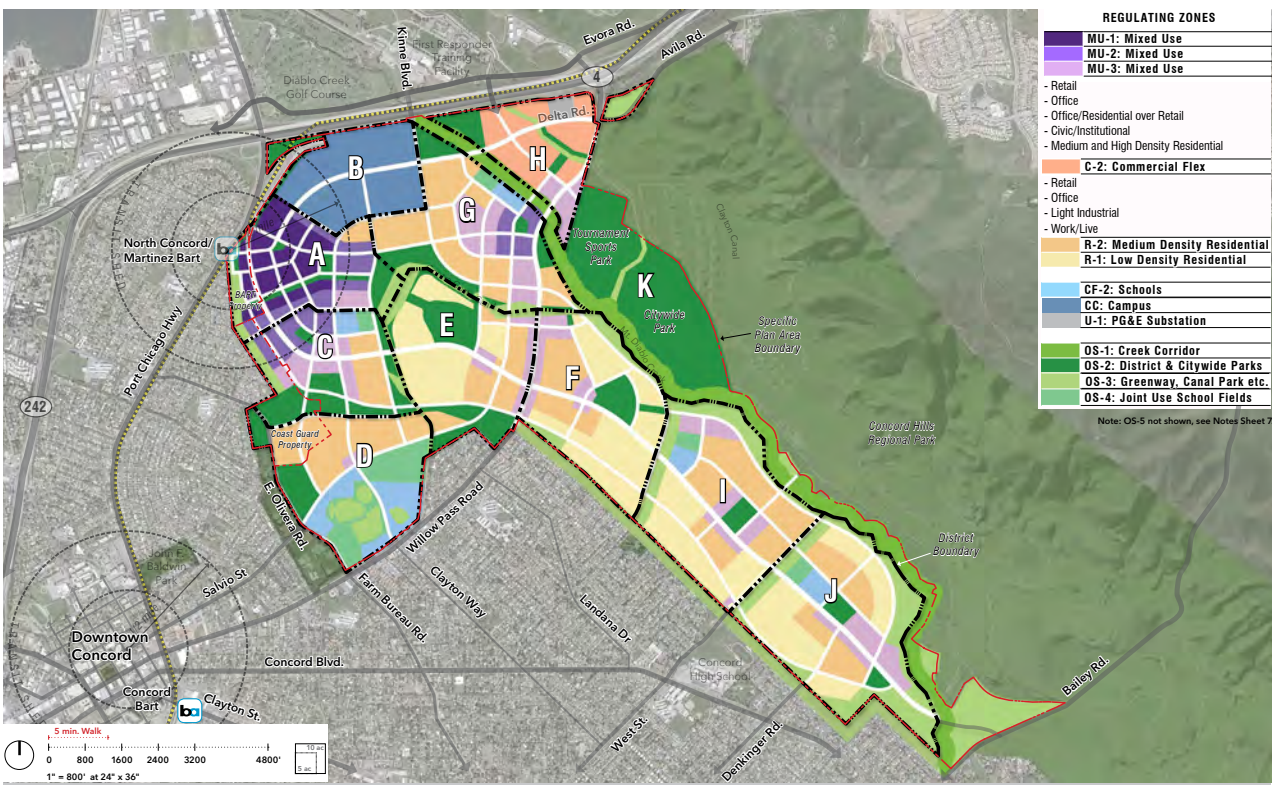 REGULATING ZONES
MU-1: Mixed Use
MU-2: Mixed Use
MU-3: Mixed Use
- Retail
- Office
- Office/Residential over Retail
- Civic/Institutional
- Medium and High Density Residential
C-2: Commercial Flex
- Retail
- Office
- Light Industrial
- Work/Live
R-2: Medium Density Residential
R-1: Low Density Residential
CF-2: Schools
CC: Campus
U-1: PG&E Substation
OS-1: Creek Corridor
OS-2: District & Citywide Parks
OS-3: Greenway, Canal Park etc.
OS-4: Joint Use School Fields
Note: OS-5 not shown, see Notes Sheet 7
Kinne Blvd.
First Responder
Training
Facility
Evora Rd.
Avila Rd.
4
Diablo Creek
Golf Course
Delta Rd.
B
H
G
A
K
E
C
F
D
I
J
Tournament
Sports
Park
Citywide
Park
Clayton Canal
Mt. Diablo
North Concord/
Martinez Bart
ba
BART
Property
Specific
Plan Area
Boundary
Port Chicago Hwy
242
Coast Guard
Property
Concord Hills
Regional Park
E. Olivera Rd.
Willow Pass Road
District
Boundary
John F.
Baldwin
Park
Salvio St
Farm Bureau Rd.
Clayton Way
Landana Dr.
Downtown
Concord
Concord Blvd.
Concord
High School
Bailey Rd.
Concord
Bart
ba
Clayton St.
West St.
Denkinger Rd.
5 min. Walk
0 800 1600 2400 3200 4800'
1" = 800' at 24" x 36"
10 ac
5 ac